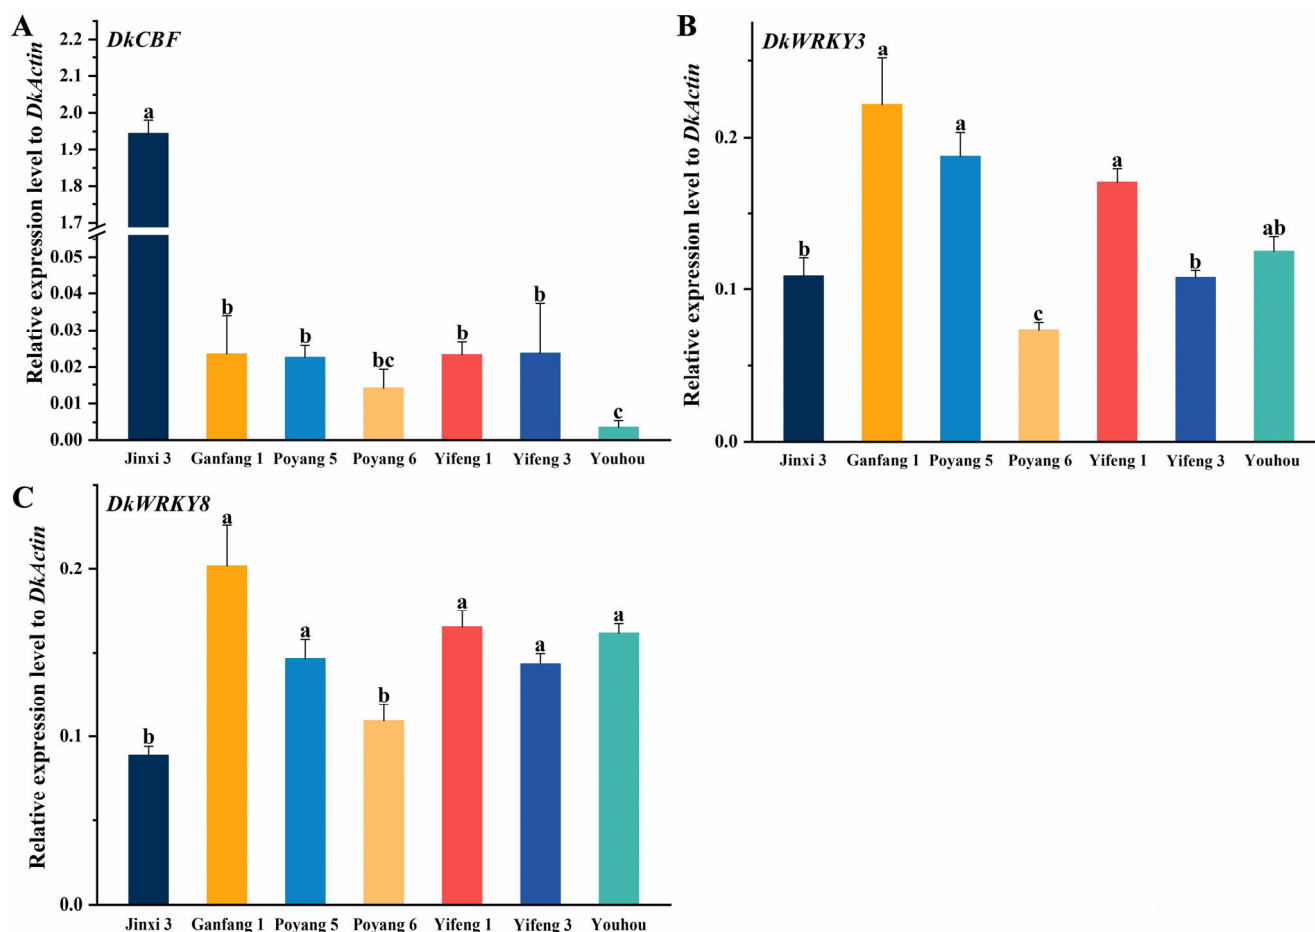 A
DkCBF
Relative expression level to DkActin
2.2
2.1
2.0
1.9
1.8
1.7
0.05
0.04
0.03
0.02
0.01
0.00
a
b
b
bc
b
b
c
Jinxi 3 Ganfang 1 Poyang 5 Poyang 6 Yifeng 1 Yifeng 3 Youhou
B
DkWRKY3
Relative expression level to DkActin
0.2
0.1
0.0
b
a
a
c
a
b
ab
Jinxi 3 Ganfang 1 Poyang 5 Poyang 6 Yifeng 1 Yifeng 3 Youhou
C
DkWRKY8
Relative expression level to DkActin
0.2
0.1
0.0
b
a
a
b
a
a
a
Jinxi 3 Ganfang 1 Poyang 5 Poyang 6 Yifeng 1 Yifeng 3 Youhou